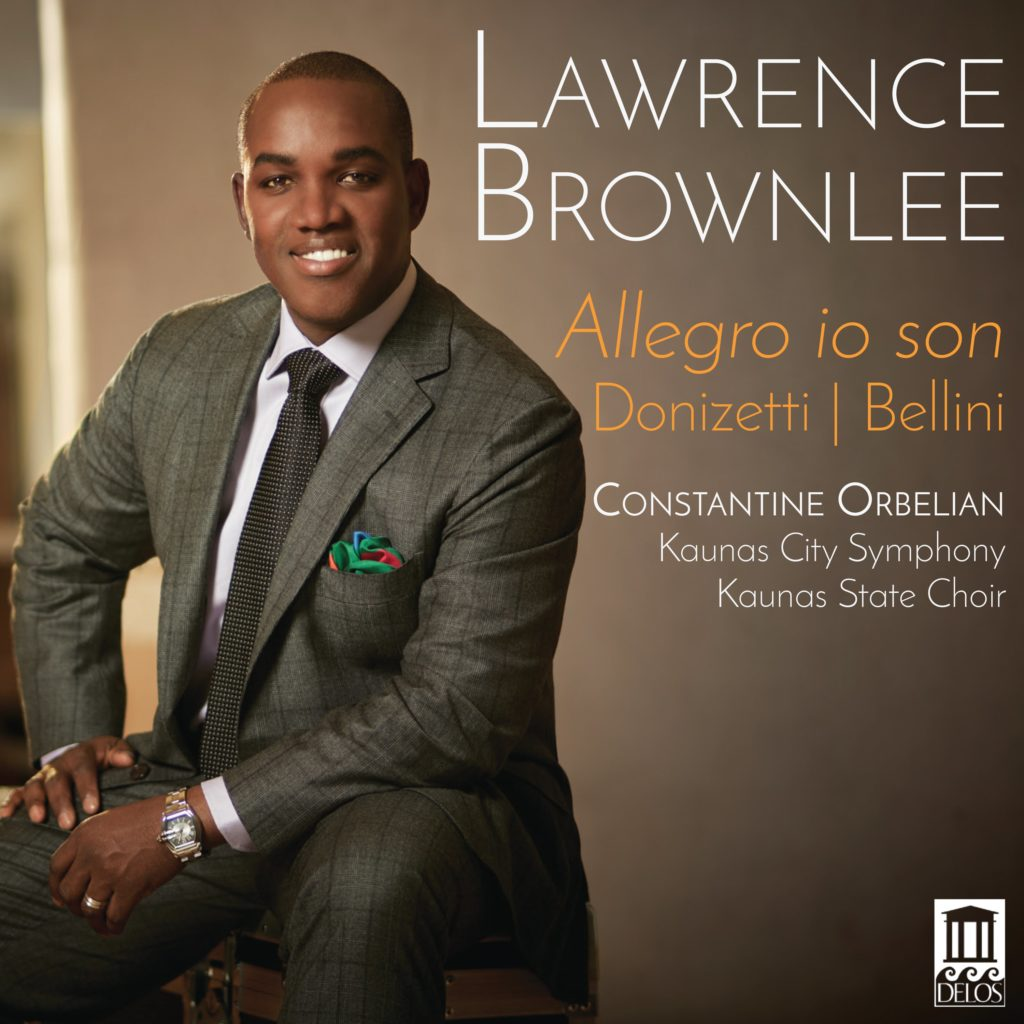 LAWRENCE
BROWNLEE
Allegro io son
Donizetti | Bellini
CONSTANTINE ORBELIAN
Kaunas City Symphony
Kaunas State Choir
DELOS